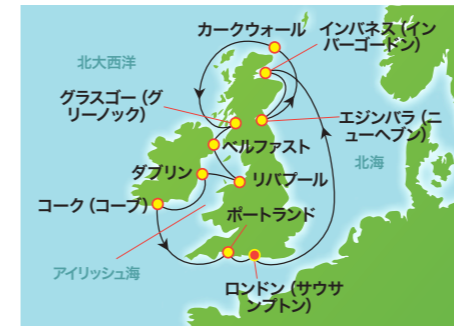 カークウォール
インバネス（イン
バーゴードン）
北大西洋
グラスゴー（グ
リーノック）
エジンバラ（ニ
ューヘブン）
ベルファスト
北海
ダブリン
リバプール
コーク（コーブ）
ポートランド
アイリッシュ海
ロンドン（サウサ
ンプトン）